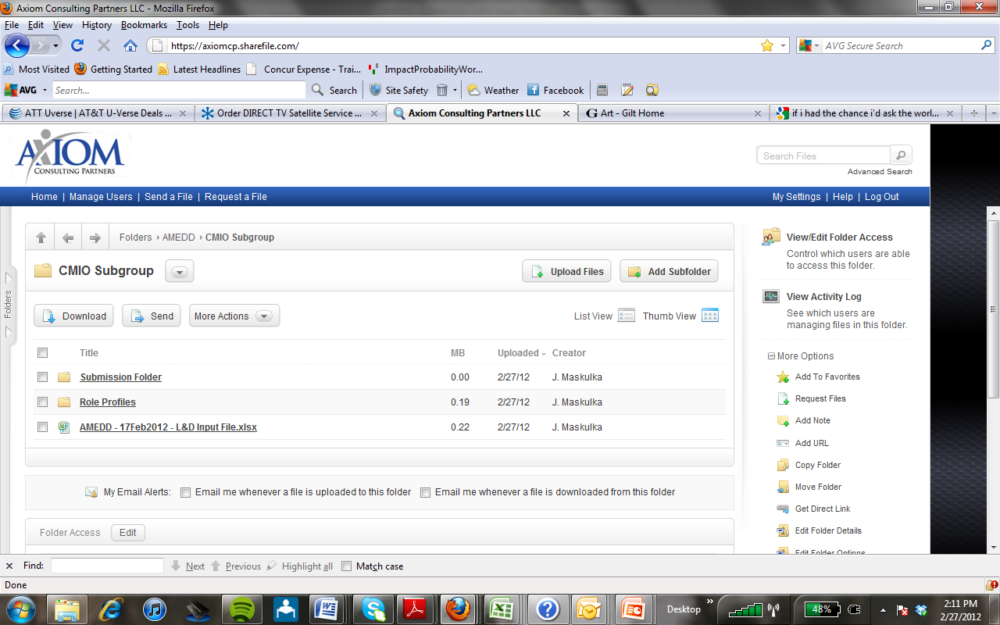 Axiom Consulting Partners LLC - Mozilla Firefox
File Edit View History Bookmarks Tools Help
https://axiomcp.sharefile.com/ AVG Secure Search
Most Visited Getting Started Latest Headlines Concur Expense - Trai... ImpactProbabilityWor...
AVG Search... Search Site Safety Weather Facebook
ATT Uverse | AT&T U-Verse Deals ... Order DIRECT TV Satellite Service ... Axiom Consulting Partners LLC G Art - Gilt Home if i had the chance i'd ask the worl...
AXIOM
CONSULTING PARTNERS
Search Files
Advanced Search
Home | Manage Users | Send a File | Request a File My Settings | Help | Log Out
Folders
Folders AMEDD CMIO Subgroup
CMIO Subgroup Upload Files Add Subfolder
Download Send More Actions List View Thumb View
Title MB Uploaded Creator
Submission Folder 0.00 2/27/12 J. Maskulka
Role Profiles 0.19 2/27/12 J. Maskulka
AMEDD - 17Feb2012 - L&D Input File.xlsx 0.22 2/27/12 J. Maskulka
My Email Alerts: Email me whenever a file is uploaded to this folder Email me whenever a file is downloaded from this folder
Folder Access Edit
View/Edit Folder Access
Control which users are able
to access this folder.
View Activity Log
See which users are
managing files in this folder.
More Options
Add To Favorites
Request Files
Add Note
Add URL
Copy Folder
Move Folder
Get Direct Link
Edit Folder Details
Edit Folder Options
Find: Next Previous Highlight all Match case
Done
Desktop 48% 2:11 PM
2/27/2012